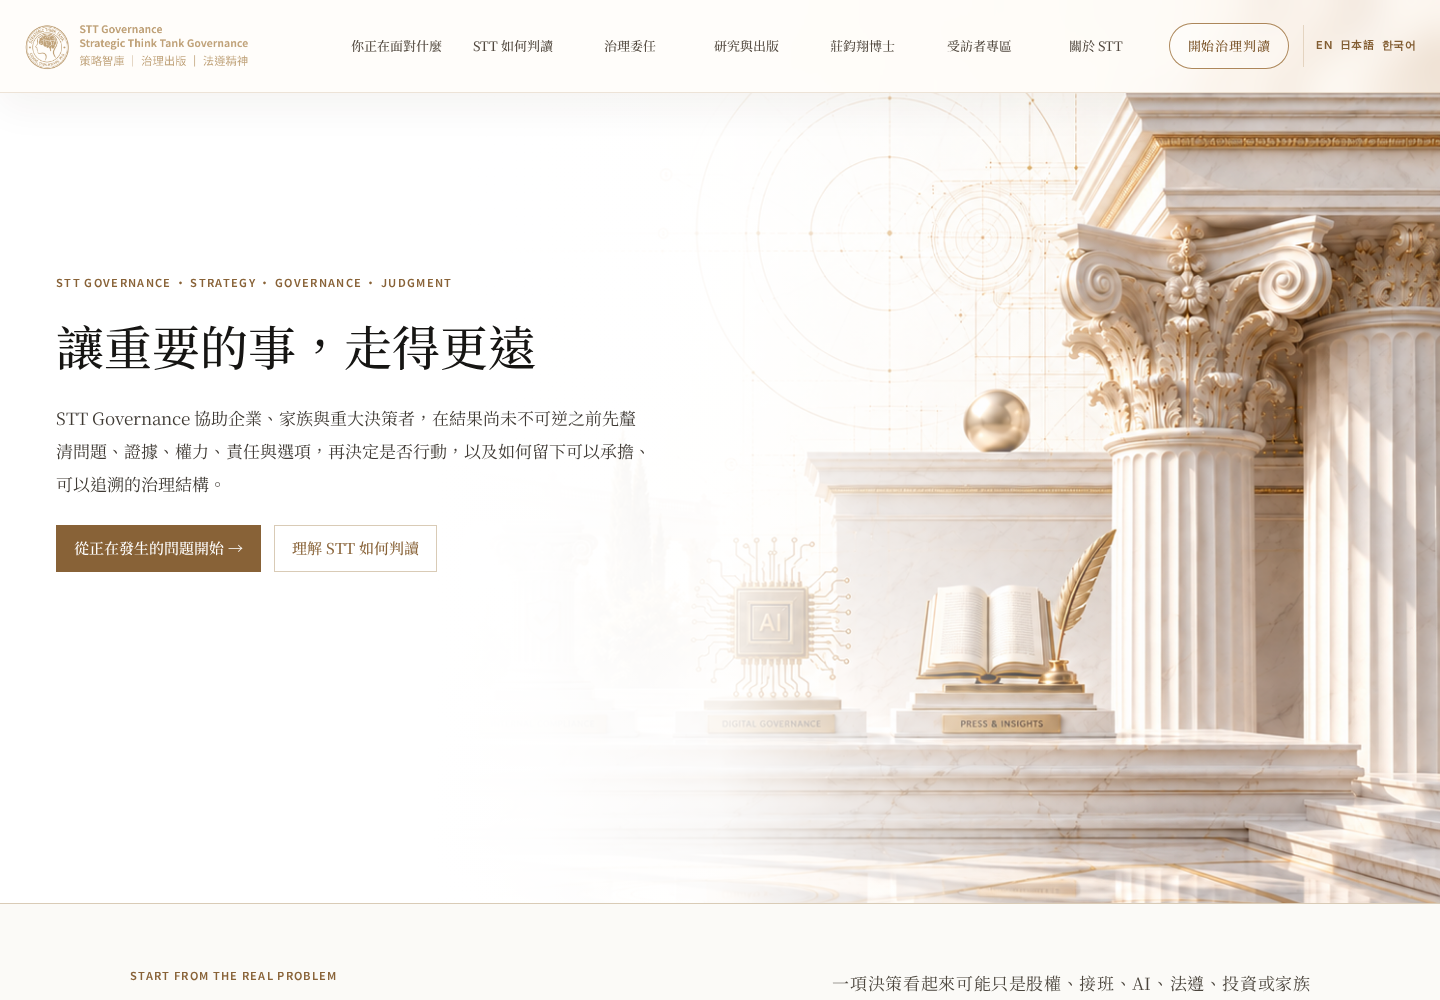 STT Governance
Strategic Think Tank Governance
策略智庫｜治理出版｜法遵精神
你正在面對什麼
STT 如何判讀
治理委任
研究與出版
莊鈞翔博士
受訪者專區
關於 STT
開始治理判讀
EN 日本語 한국어
STT GOVERNANCE・STRATEGY・GOVERNANCE・JUDGMENT
讓重要的事，走得更遠
STT Governance 協助企業、家族與重大決策者，在結果尚未不可逆之前先釐
清問題、證據、權力、責任與選項，再決定是否行動，以及如何留下可以承擔、
可以追溯的治理結構。
從正在發生的問題開始 →
理解 STT 如何判讀
AI
DIGITAL GOVERNANCE
PRESS & INSIGHTS
START FROM THE REAL PROBLEM
一項決策看起來可能只是股權、接班、AI、法遵、投資或家族